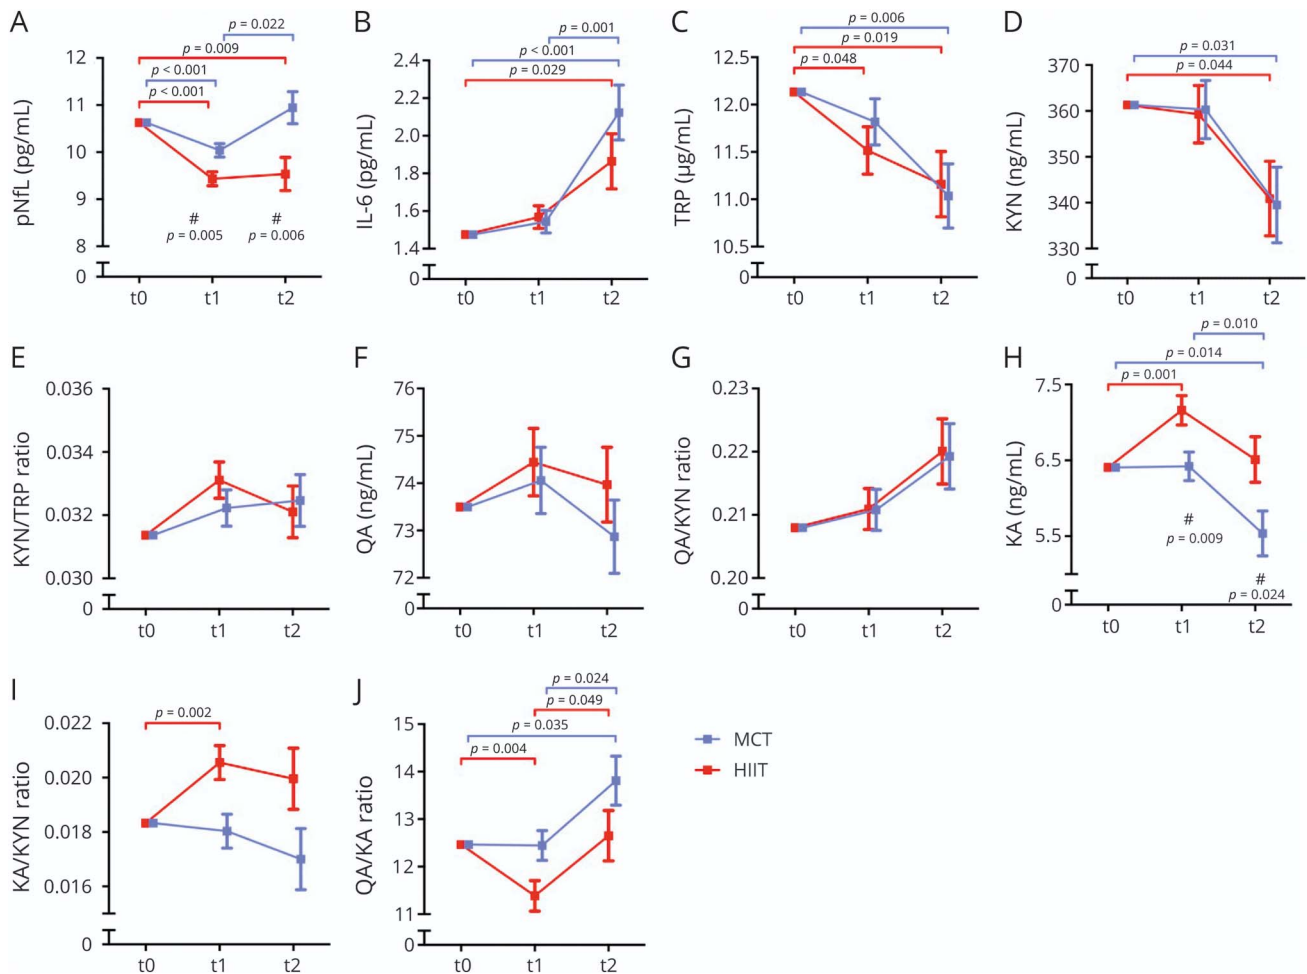 A
p = 0.022
p = 0.009
p < 0.001
p < 0.001
12
11
10
9
8
0
pNfL (pg/mL)
#
p = 0.005
#
p = 0.006
t0 t1 t2
B
p = 0.001
p < 0.001
p = 0.029
2.4
2.2
2.0
1.8
1.6
1.4
0
IL-6 (pg/mL)
t0 t1 t2
C
p = 0.006
p = 0.019
p = 0.048
12.5
12.0
11.5
11.0
10.5
0
TRP (µg/mL)
t0 t1 t2
D
p = 0.031
p = 0.044
370
360
350
340
330
0
KYN (ng/mL)
t0 t1 t2
E
0.036
0.034
0.032
0.030
0
KYN/TRP ratio
t0 t1 t2
F
76
75
74
73
72
0
QA (ng/mL)
t0 t1 t2
G
0.23
0.22
0.21
0.20
0
QA/KYN ratio
t0 t1 t2
H
p = 0.010
p = 0.014
p = 0.001
7.5
6.5
5.5
0
KA (ng/mL)
#
p = 0.009
#
p = 0.024
t0 t1 t2
I
p = 0.002
0.022
0.020
0.018
0.016
0
KA/KYN ratio
t0 t1 t2
J
p = 0.024
p = 0.049
p = 0.035
p = 0.004
15
14
13
12
11
0
QA/KA ratio
t0 t1 t2
MCT
HIIT